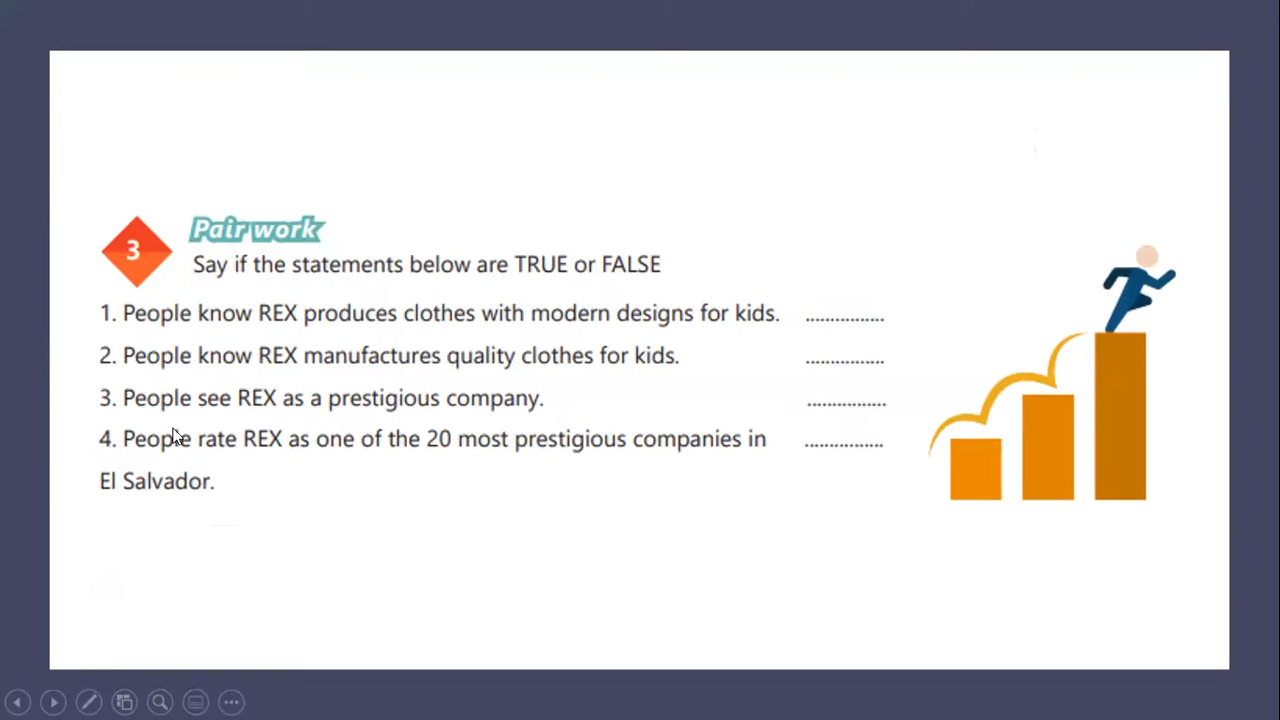 3
Pair work
Say if the statements below are TRUE or FALSE
1. People know REX produces clothes with modern designs for kids. ...............
2. People know REX manufactures quality clothes for kids. ...............
3. People see REX as a prestigious company. ...............
4. People rate REX as one of the 20 most prestigious companies in ...............
El Salvador.